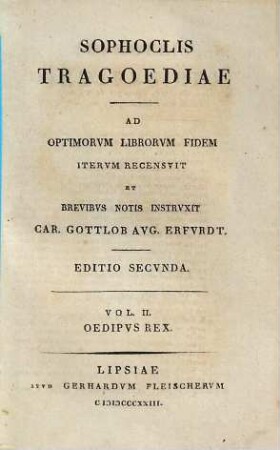 SOPHOCLIS
TRAGOEDIAE
AD
OPTIMORVM LIBRORVM FIDEM
ITERVM RECENSVIT
ET
BREVIBVS NOTIS INSTRVXIT
CAR. GOTTLOB AVG. ERFVRDT.
EDITIO SECVNDA.
VOL. II.
OEDIPVS REX.
LIPSIAE
GERHARDVM FLEISCHERVM
CIƆIƆCCCXXIII.